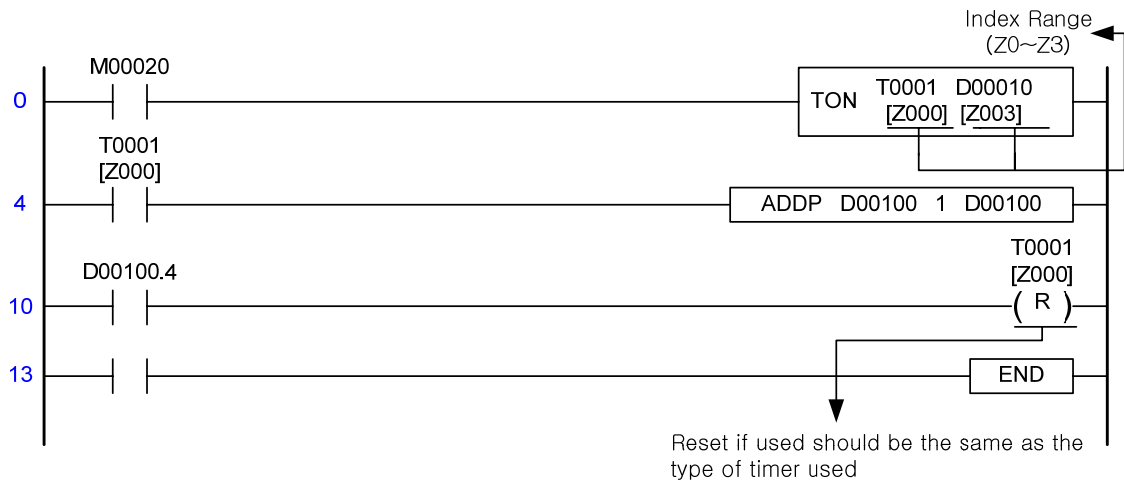 Index Range
(Z0~Z3)
M00020
0
TON T0001 D00010
[Z000] [Z003]
T0001
[Z000]
4
ADDP D00100 1 D00100
T0001
[Z000]
D00100.4
10
( R )
13
END
Reset if used should be the same as the
type of timer used